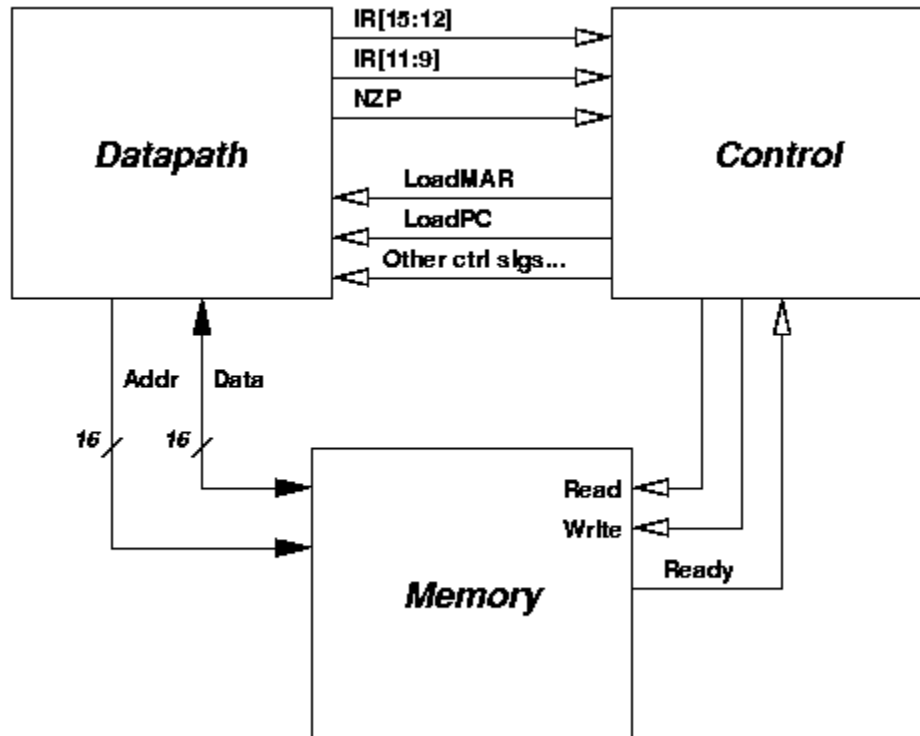 IR[15:12]
IR[11:9]
NZP
Datapath
Control
LoadMAR
LoadPC
Other ctrl sigs...
Addr
Data
16
16
Read
Write
Ready
Memory